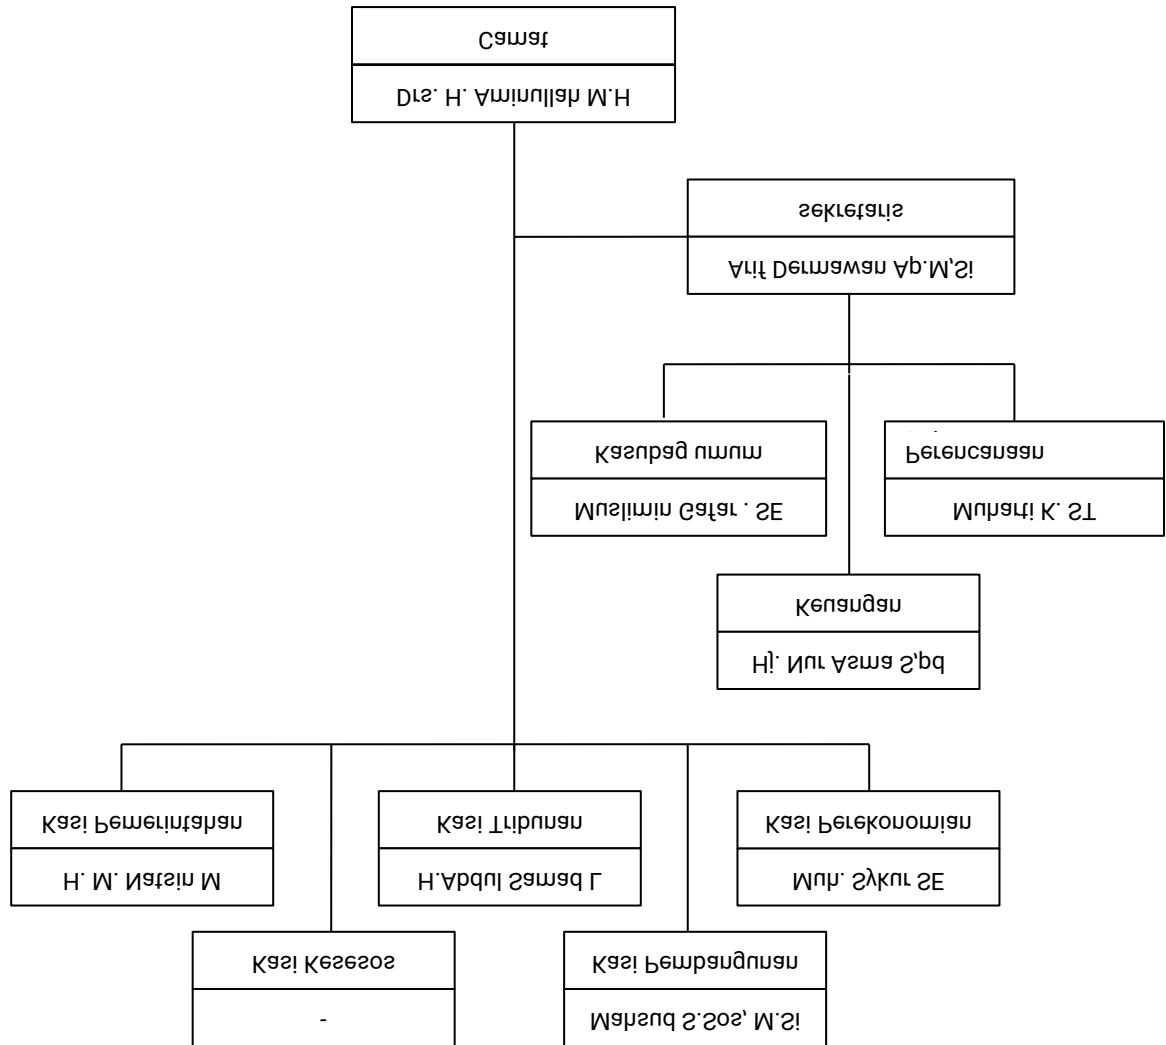 Camat
Drs. H. Aminullah M.H
sekretaris
Arif Dermawan Ap.M,Si
Kasubag umum
Muslimin Gafar . SE
Perencanaan
Muharti K. ST
Keuangan
Hj. Nur Asma S,pd
Kasi Pemerintahan
H. M. Natsin M
Kasi Tribunan
H.Abdul Samad L
Kasi Perekonomian
Muh. Sykur SE
Kasi Kesesos
-
Kasi Pembangunan
Mahsud S.Sos, M.Si